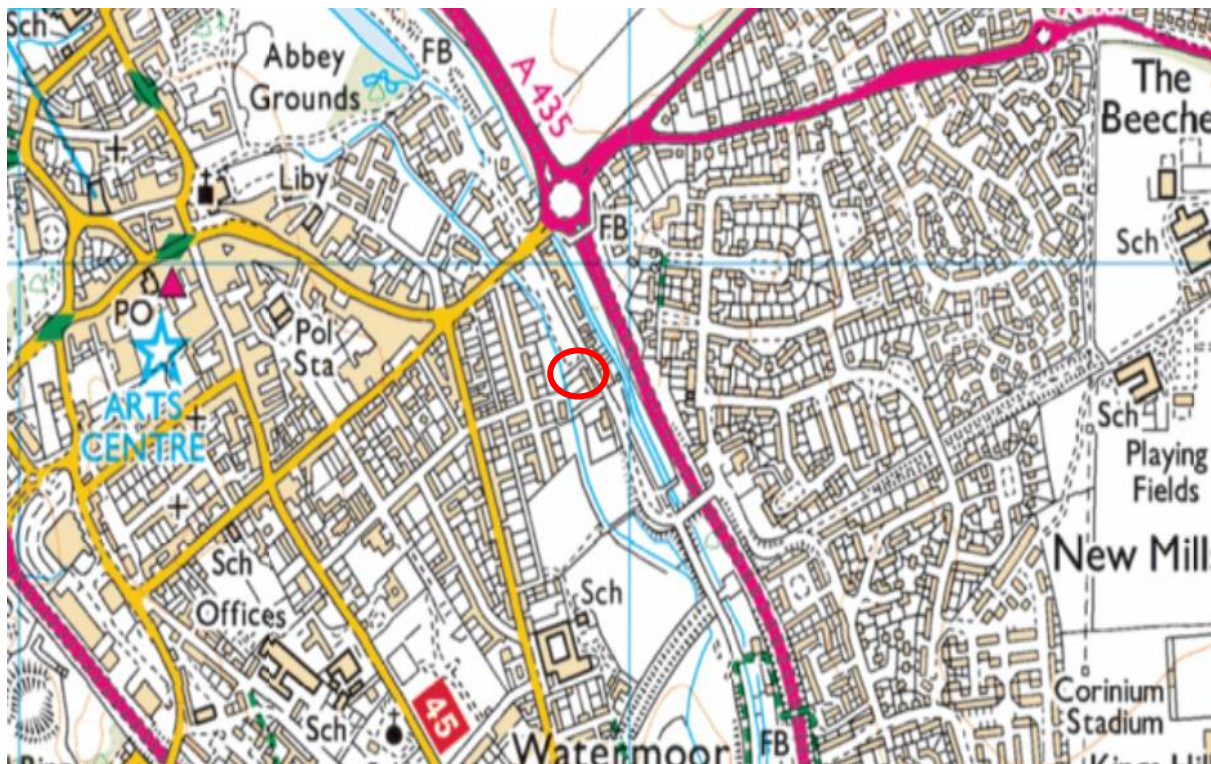 Sch
Abbey
Grounds
FB
A 435
The
Beeche
Liby
FB
Sch
PO
Pol
Sta
ARTS
CENTRE
Sch
Playing
Fields
New Mill
Sch
Offices
Sch
45
Sch
Watermoor
FB
Corinium
Stadium